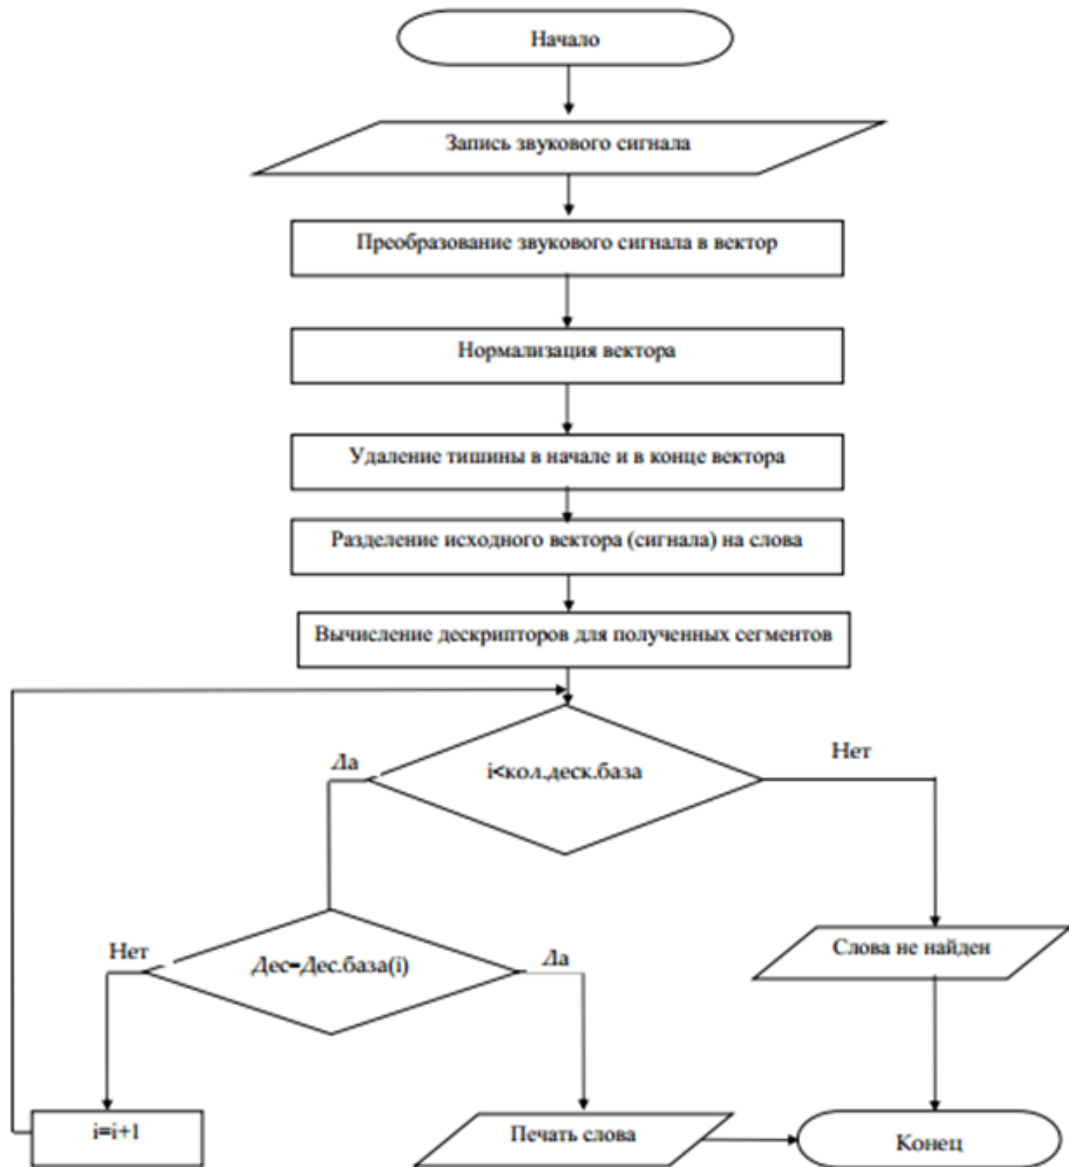 Начало
Запись звукового сигнала
Преобразование звукового сигнала в вектор
Нормализация вектора
Удаление тишины в начале и в конце вектора
Разделение исходного вектора (сигнала) на слова
Вычисление дескрипторов для полученных сегментов
Да
i<кол.деск.база
Нет
Нет
Дес=Дес.база(i)
Да
Слова не найден
i=i+1
Печать слова
Конец